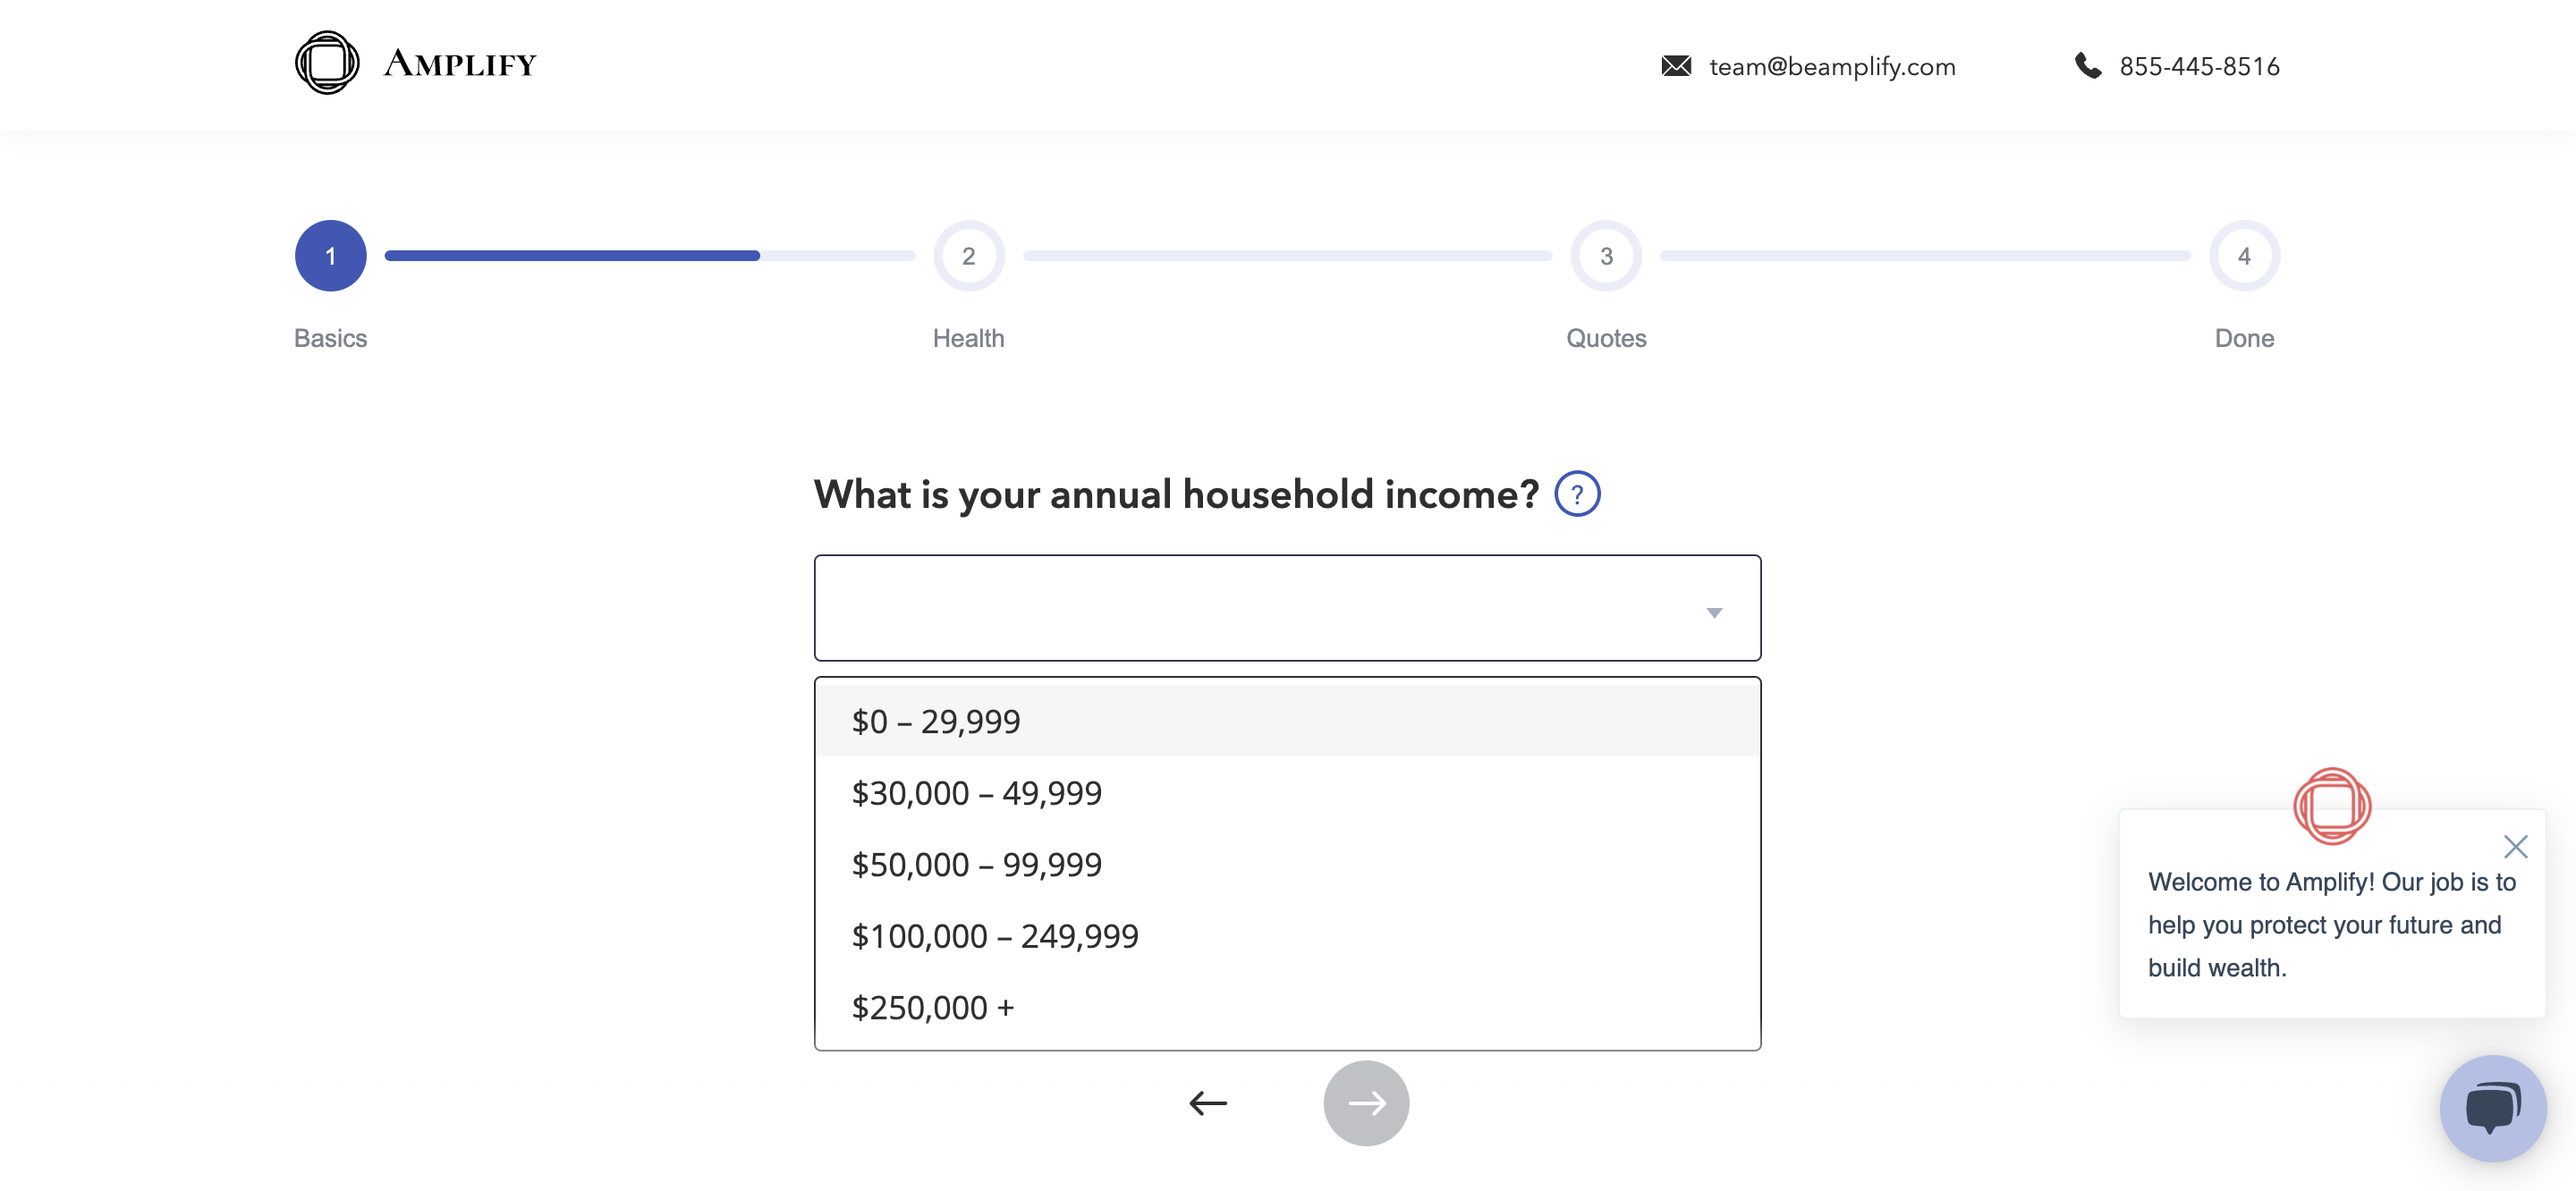 AMPLIFY
team@beamplify.com
855-445-8516
1
2
3
4
Basics
Health
Quotes
Done
What is your annual household income? ?
$0 – 29,999
$30,000 – 49,999
$50,000 – 99,999
$100,000 – 249,999
$250,000 +
Welcome to Amplify! Our job is to
help you protect your future and
build wealth.